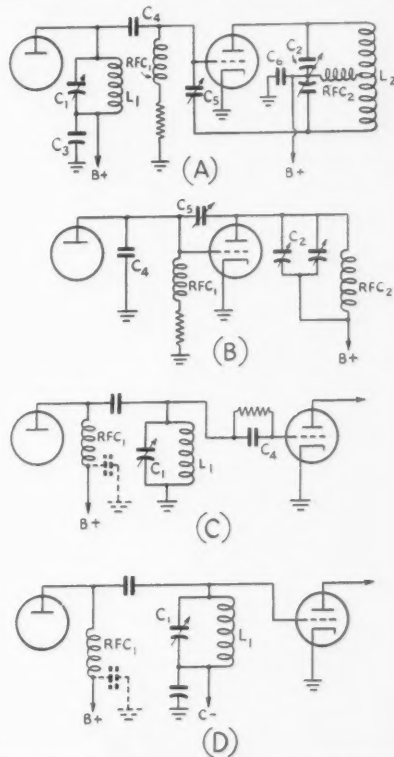 C4
RFC1
C1
L1
C3
B+
C5
C6
C2
L2
RFC2
B+
(A)
C5
C4
RFC1
C2
RFC2
B+
(B)
RFC1
C1
L1
C4
B+
(C)
RFC1
C1
L1
B+
C-
(D)